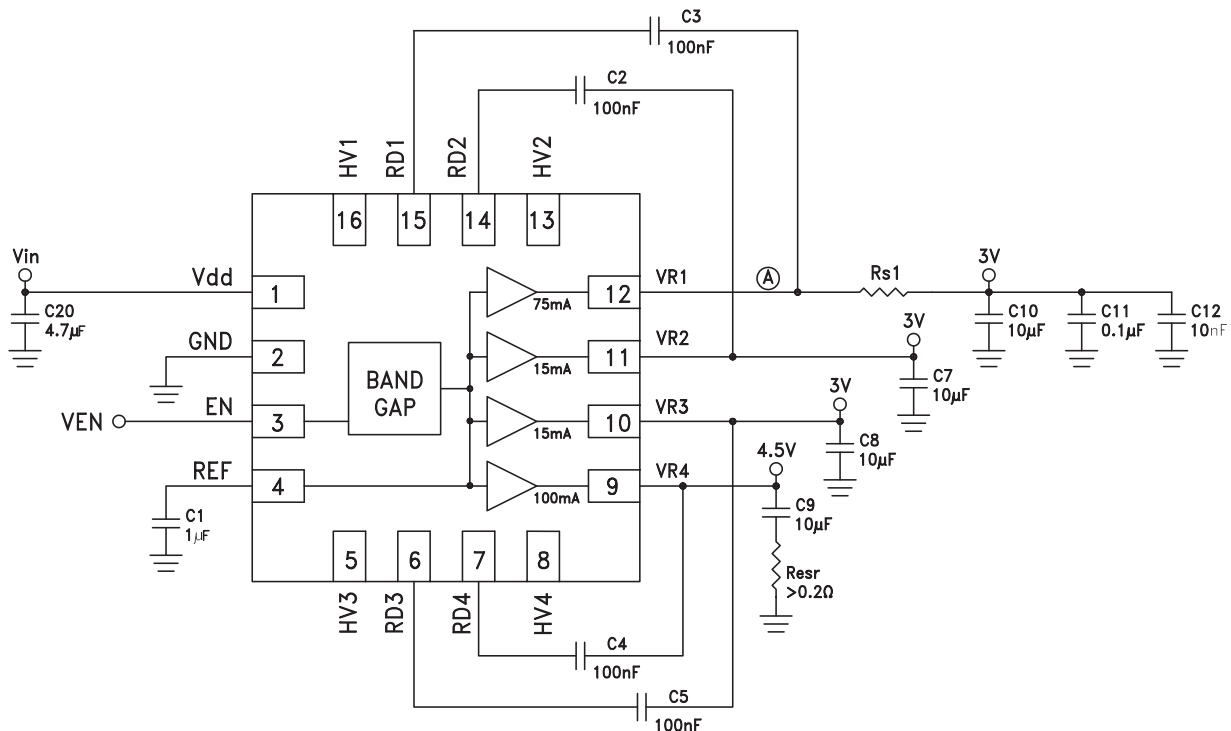 C3
100nF
C2
100nF
HV1
RD1
RD2
HV2
16
15
14
13
Vin
Vdd
1
C20
4.7μF
GND
2
VEN
EN
3
REF
4
C1
1μF
BAND
GAP
75mA
15mA
15mA
100mA
12
VR1
A
Rs1
3V
C10
10μF
C11
0.1μF
C12
10nF
11
VR2
3V
C7
10μF
10
VR3
3V
C8
10μF
9
VR4
4.5V
C9
10μF
Resr
>0.2Ω
5
6
7
8
HV3
RD3
RD4
HV4
C4
100nF
C5
100nF